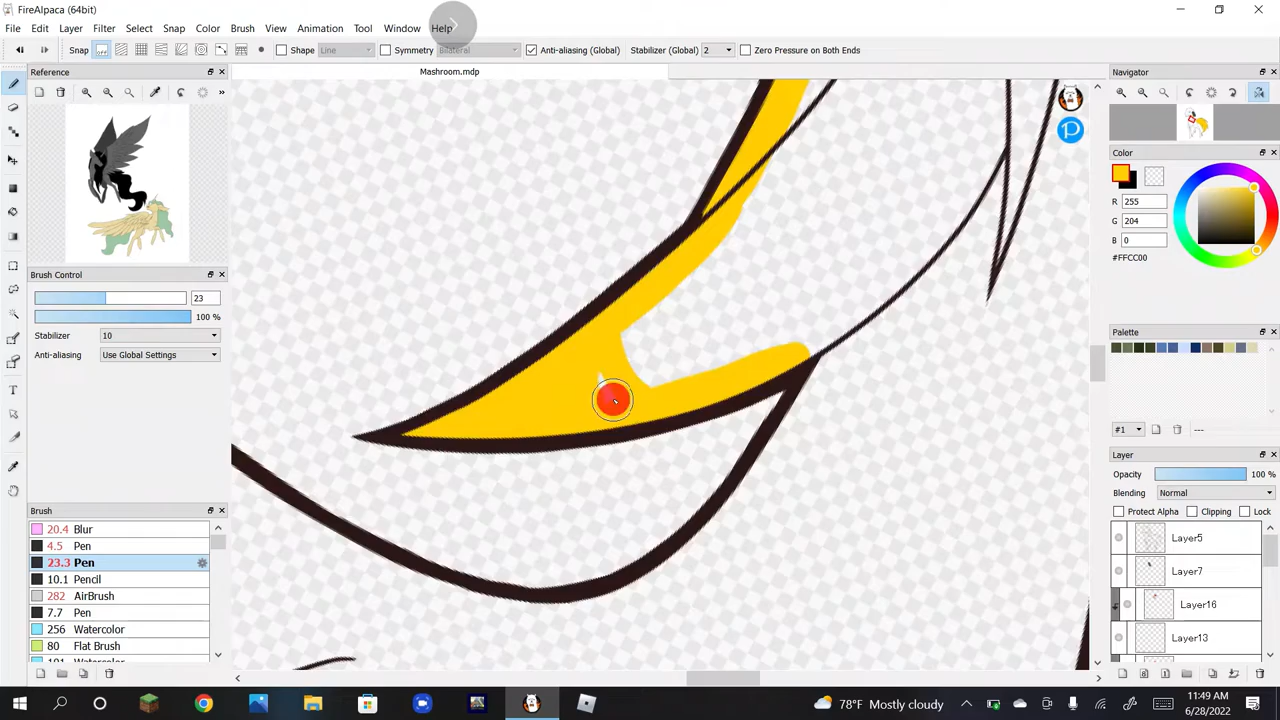 FireAlpaca (64bit)
File Edit Layer Filter Select Snap Color Brush View Animation Tool Window Help
Snap Shape Line Symmetry Bilateral Anti-aliasing (Global) Stabilizer (Global) 2 Zero Pressure on Both Ends
Reference
»
Mashroom.mdp
Navigator
Color
R 255
G 204
B 0
#FFCC00
Brush Control
23
100 %
Stabilizer 10
Anti-aliasing: Use Global Settings
Palette
#1 ---
Layer
Opacity 100 %
Blending Normal
Protect Alpha Clipping Lock
Layer5
Layer7
Layer16
Layer13
Brush
20.4 Blur
4.5 Pen
23.3 Pen
10.1 Pencil
282 AirBrush
7.7 Pen
256 Watercolor
80 Flat Brush
78°F Mostly cloudy
11:49 AM
6/28/2022